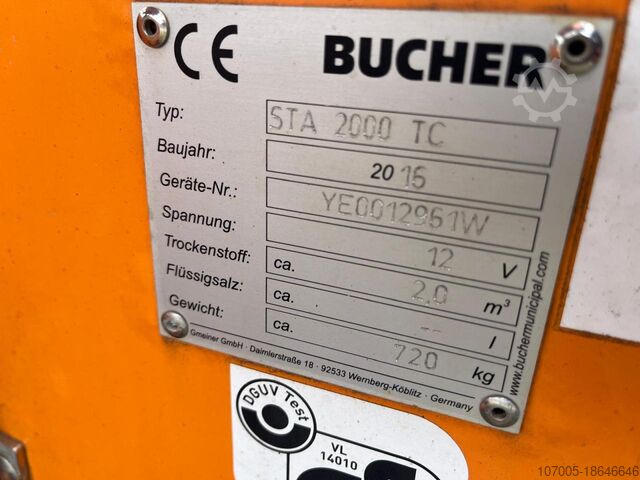 CE BUCHER
Typ: STA 2000 TC
Baujahr: 2015
Geräte-Nr.: YE0012951W
Spannung: 12 V
Trockenstoff: ca. 2,0 m³
Flüssigsalz: ca. -- l
Gewicht: ca. 720 kg
Gmeiner GmbH · Daimlerstraße 18 · 92533 Wernberg-Köblitz · Germany
www.buchermunicipal.com
DGUV Test
VL
14010
107005-18646646